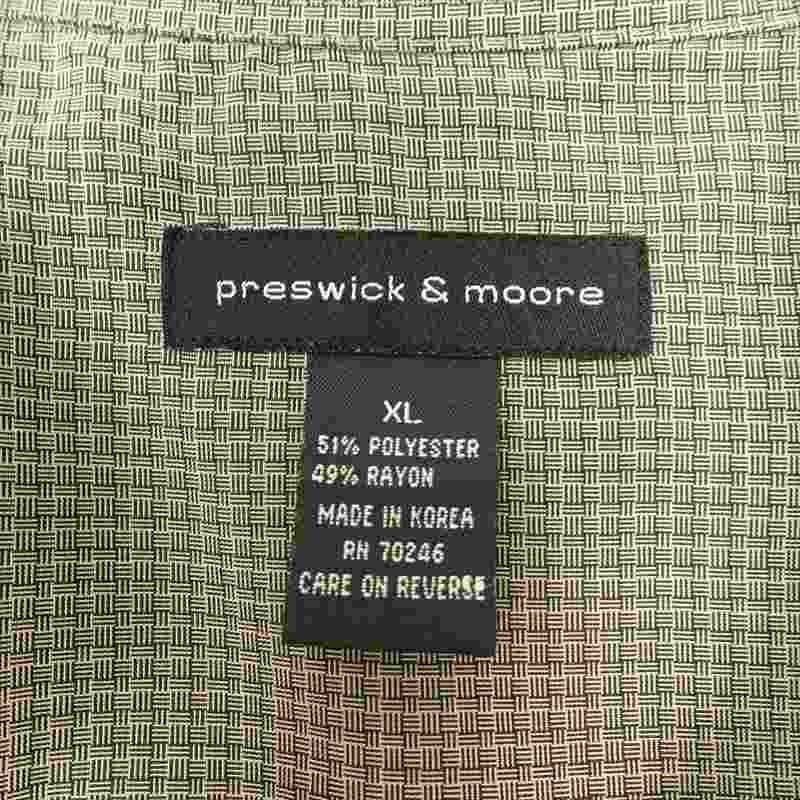 preswick & moore
XL
51% POLYESTER
49% RAYON
MADE IN KOREA
RN 70246
CARE ON REVERSE